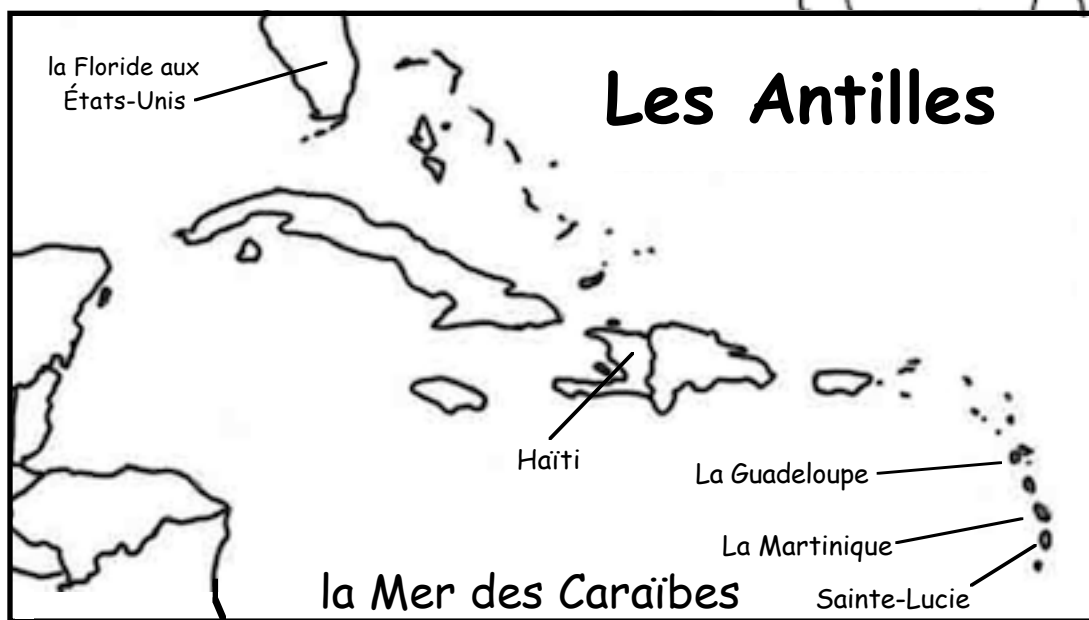 la Floride aux
États-Unis
Les Antilles
Haïti
La Guadeloupe
La Martinique
Sainte-Lucie
la Mer des Caraïbes